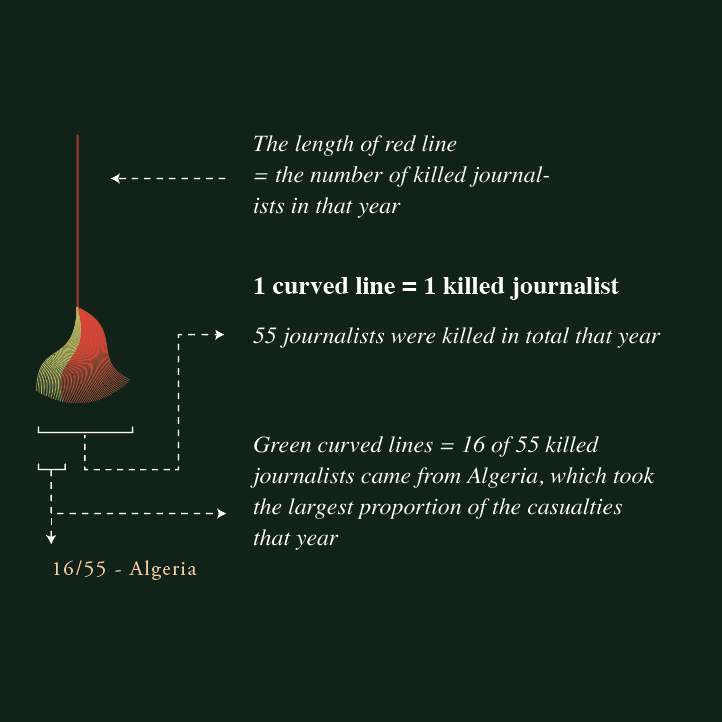 The length of red line
= the number of killed journal-
ists in that year
1 curved line = 1 killed journalist
55 journalists were killed in total that year
Green curved lines = 16 of 55 killed
journalists came from Algeria, which took
the largest proportion of the casualties
that year
16/55 - Algeria